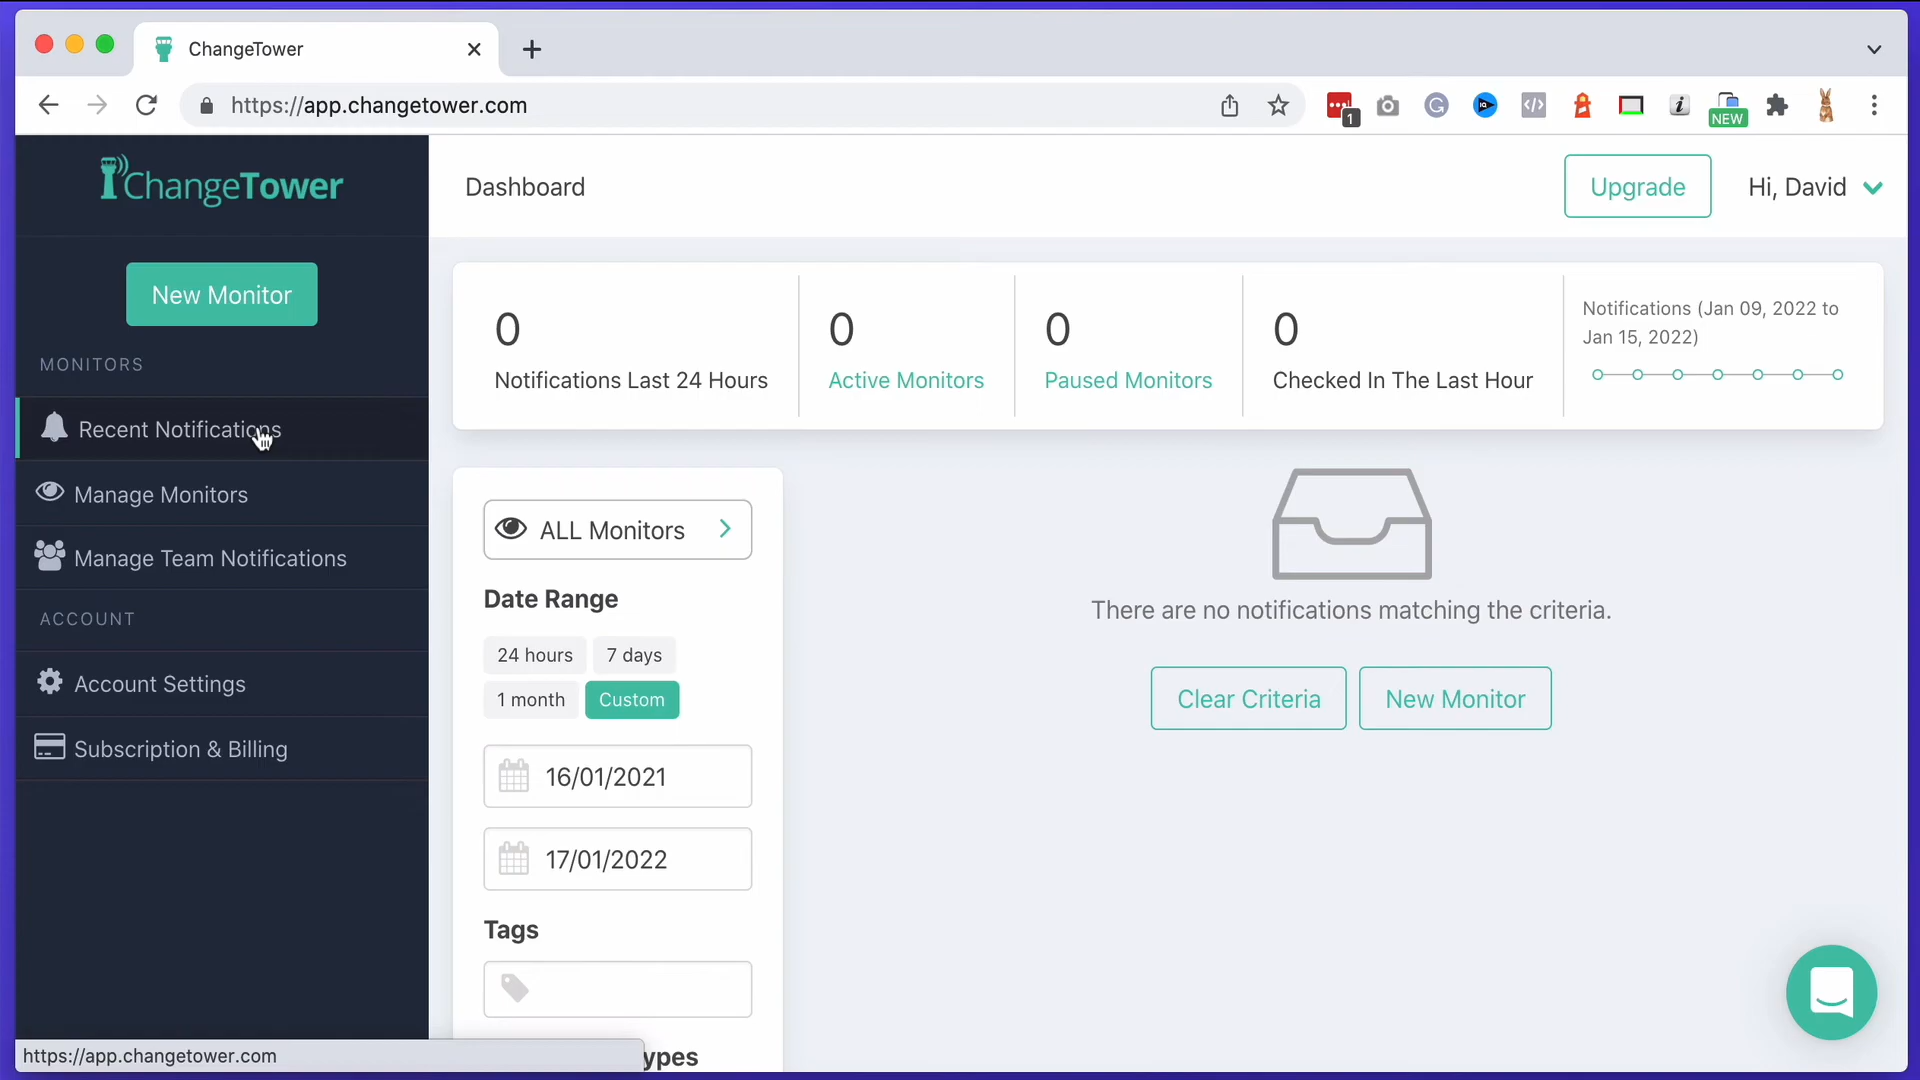 ChangeTower
https://app.changetower.com
1
NEW
ChangeTower
Dashboard
Upgrade
Hi, David
New Monitor
MONITORS
Recent Notifications
Manage Monitors
Manage Team Notifications
ACCOUNT
Account Settings
Subscription & Billing
0
Notifications Last 24 Hours
0
Active Monitors
0
Paused Monitors
0
Checked In The Last Hour
Notifications (Jan 09, 2022 to
Jan 15, 2022)
ALL Monitors
Date Range
24 hours
7 days
1 month
Custom
16/01/2021
17/01/2022
Tags
ypes
There are no notifications matching the criteria.
Clear Criteria
New Monitor
https://app.changetower.com